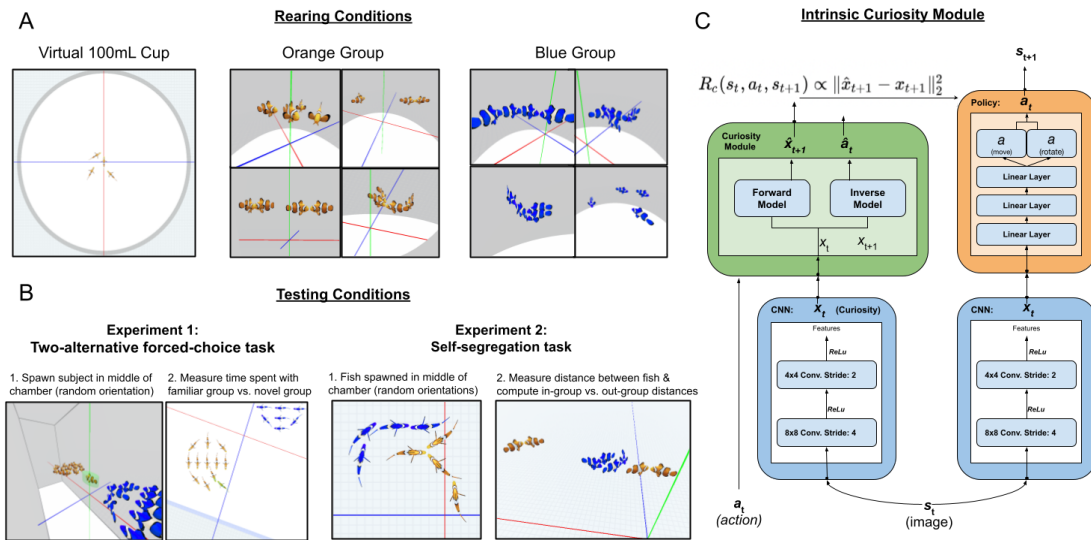 A
Rearing Conditions
Virtual 100mL Cup
Orange Group
Blue Group
B
Testing Conditions
Experiment 1:
Two-alternative forced-choice task
1. Spawn subject in middle of
chamber (random orientation)
2. Measure time spent with
familiar group vs. novel group
Experiment 2:
Self-segregation task
1. Fish spawned in middle of
chamber (random orientations)
2. Measure distance between fish &
compute in-group vs. out-group distances
C
Intrinsic Curiosity Module
s_{t+1}
R_c(s_t, a_t, s_{t+1}) ∝ ‖x̂_{t+1} − x_{t+1}‖²₂
Policy: a_t
a
(move)
a
(rotate)
Linear Layer
Linear Layer
Linear Layer
Curiosity
Module
x̂_{t+1}
â_t
Forward
Model
Inverse
Model
x_t
x_{t+1}
CNN: x_t (Curiosity)
Features
ReLu
4x4 Conv. Stride: 2
ReLu
8x8 Conv. Stride: 4
CNN: x_t
Features
ReLu
4x4 Conv. Stride: 2
ReLu
8x8 Conv. Stride: 4
a_t
(action)
s_t
(image)